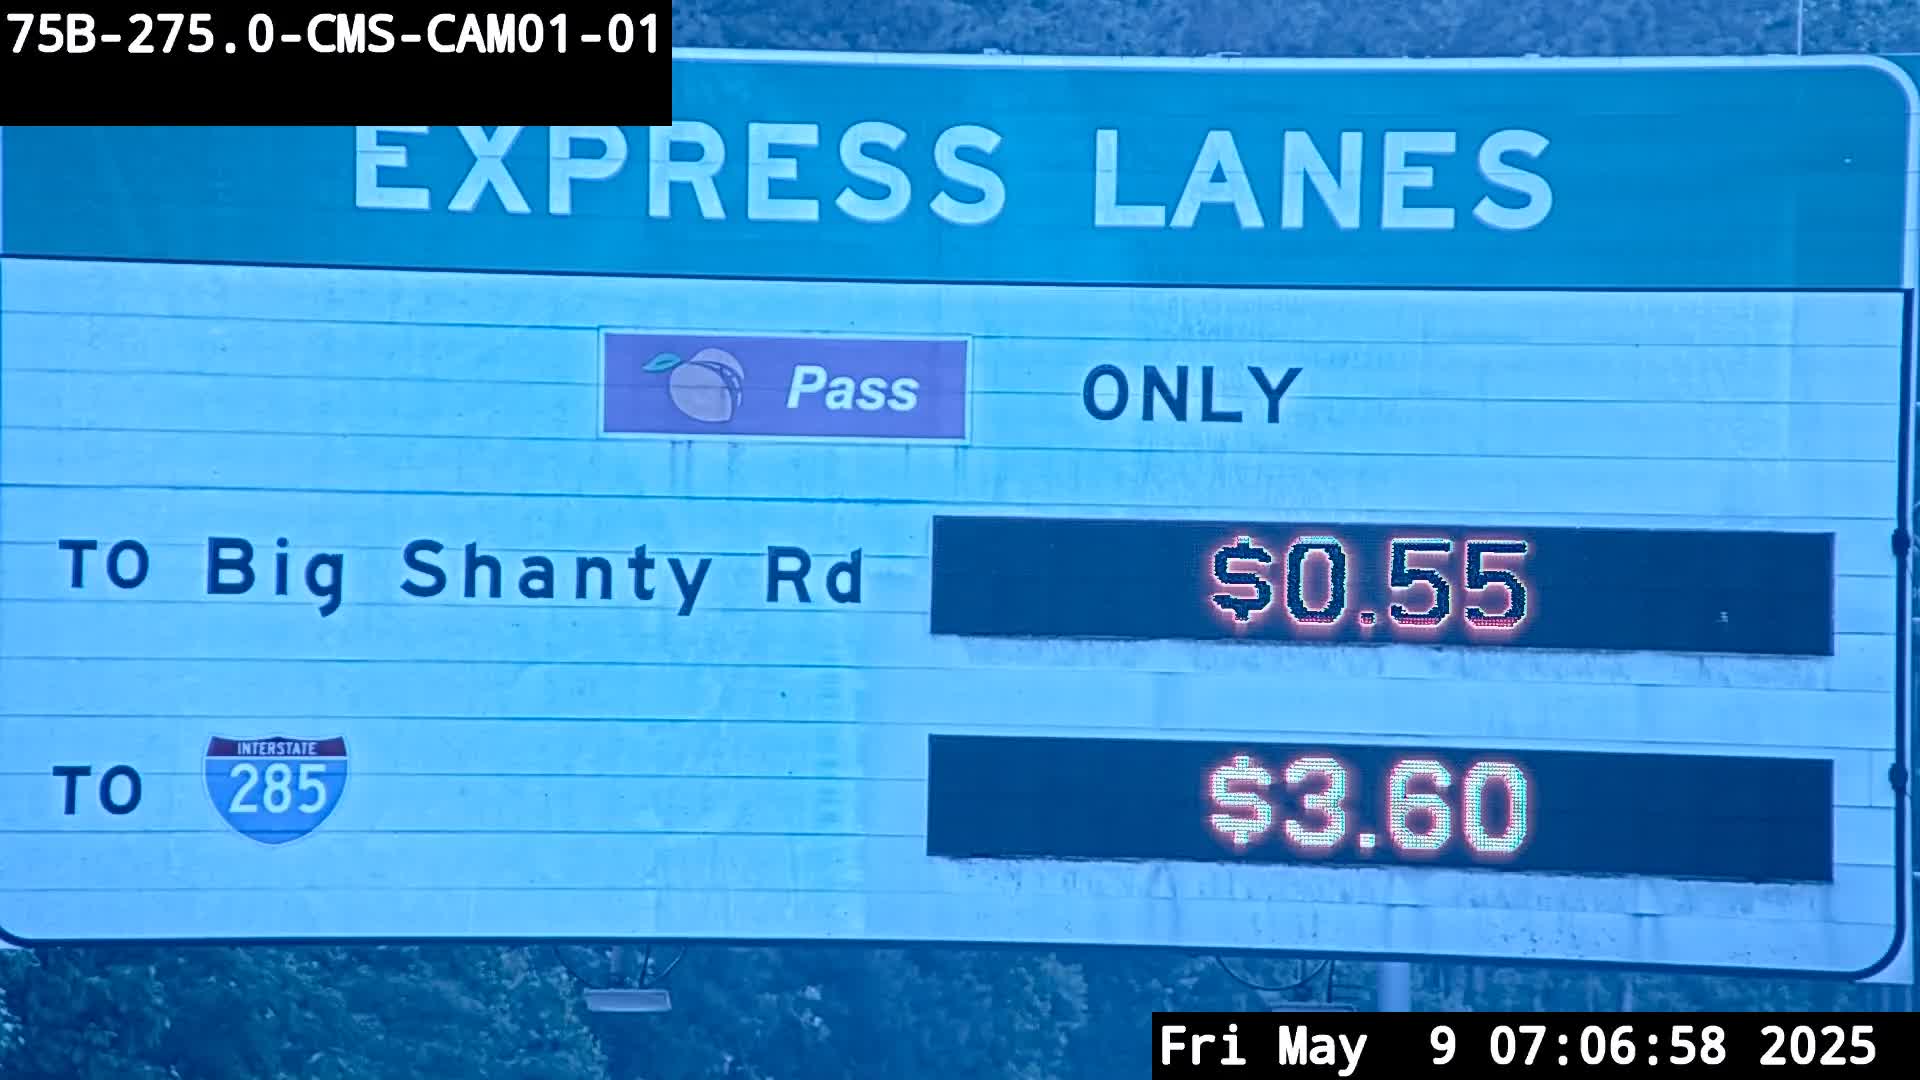 75B-275.0-CMS-CAM01-01
EXPRESS LANES
Pass ONLY
TO Big Shanty Rd $0.55
TO INTERSTATE 285 $3.60
Fri May 9 07:06:58 2025